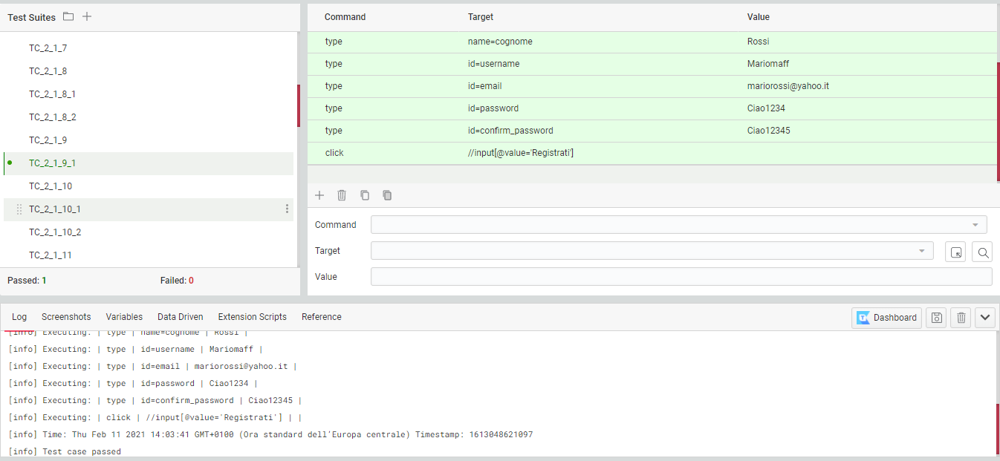 Test Suites
TC_2_1_7
TC_2_1_8
TC_2_1_8_1
TC_2_1_8_2
TC_2_1_9
TC_2_1_9_1
TC_2_1_10
TC_2_1_10_1
TC_2_1_10_2
TC_2_1_11
Passed: 1 Failed: 0
Command Target Value
type name=cognome Rossi
type id=username Mariomaff
type id=email mariorossi@yahoo.it
type id=password Ciao1234
type id=confirm_password Ciao12345
click //input[@value='Registrati']
Command
Target
Value
Log Screenshots Variables Data Driven Extension Scripts Reference Dashboard
[info] Executing: | type | name=cognome | Rossi |
[info] Executing: | type | id=username | Mariomaff |
[info] Executing: | type | id=email | mariorossi@yahoo.it |
[info] Executing: | type | id=password | Ciao1234 |
[info] Executing: | type | id=confirm_password | Ciao12345 |
[info] Executing: | click | //input[@value='Registrati'] | |
[info] Time: Thu Feb 11 2021 14:03:41 GMT+0100 (Ora standard dell'Europa centrale) Timestamp: 1613048621097
[info] Test case passed